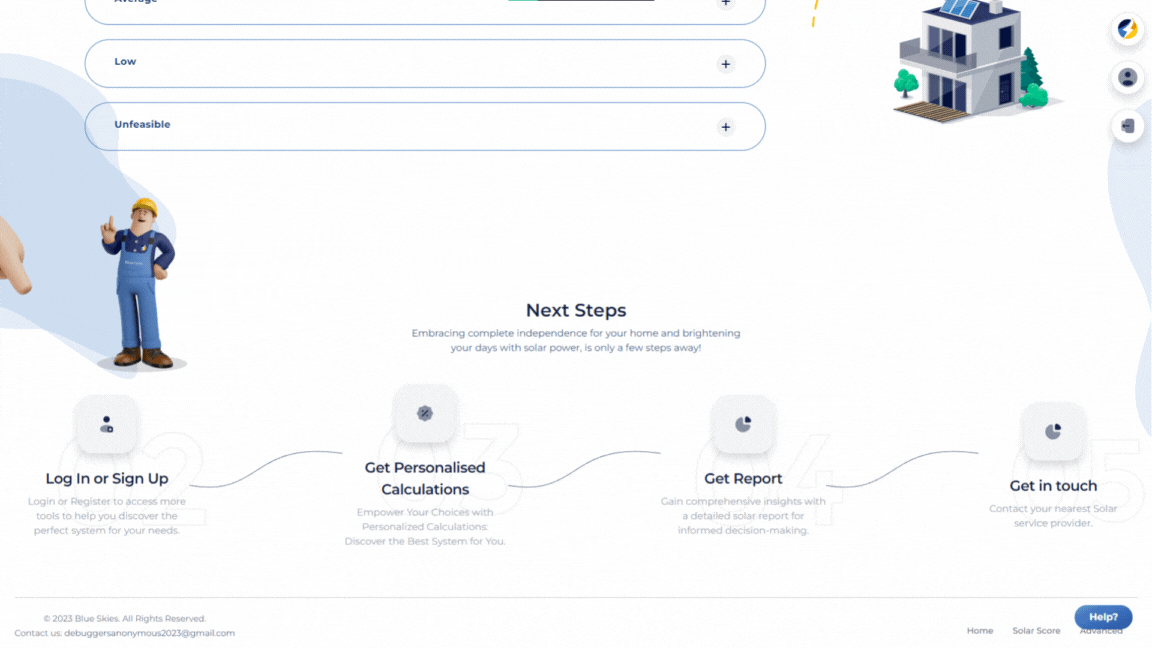 Average
Low
Unfeasible
Next Steps
Embracing complete independence for your home and brightening
your days with solar power, is only a few steps away!
02
Log In or Sign Up
Login or Register to access more
tools to help you discover the
perfect system for your needs.
03
Get Personalised
Calculations
Empower Your Choices with
Personalized Calculations:
Discover the Best System for You.
04
Get Report
Gain comprehensive insights with
a detailed solar report for
informed decision-making.
05
Get in touch
Contact your nearest Solar
service provider.
© 2023 Blue Skies. All Rights Reserved.
Contact us: debuggersanonymous2023@gmail.com
Help?
Home Solar Score Advanced